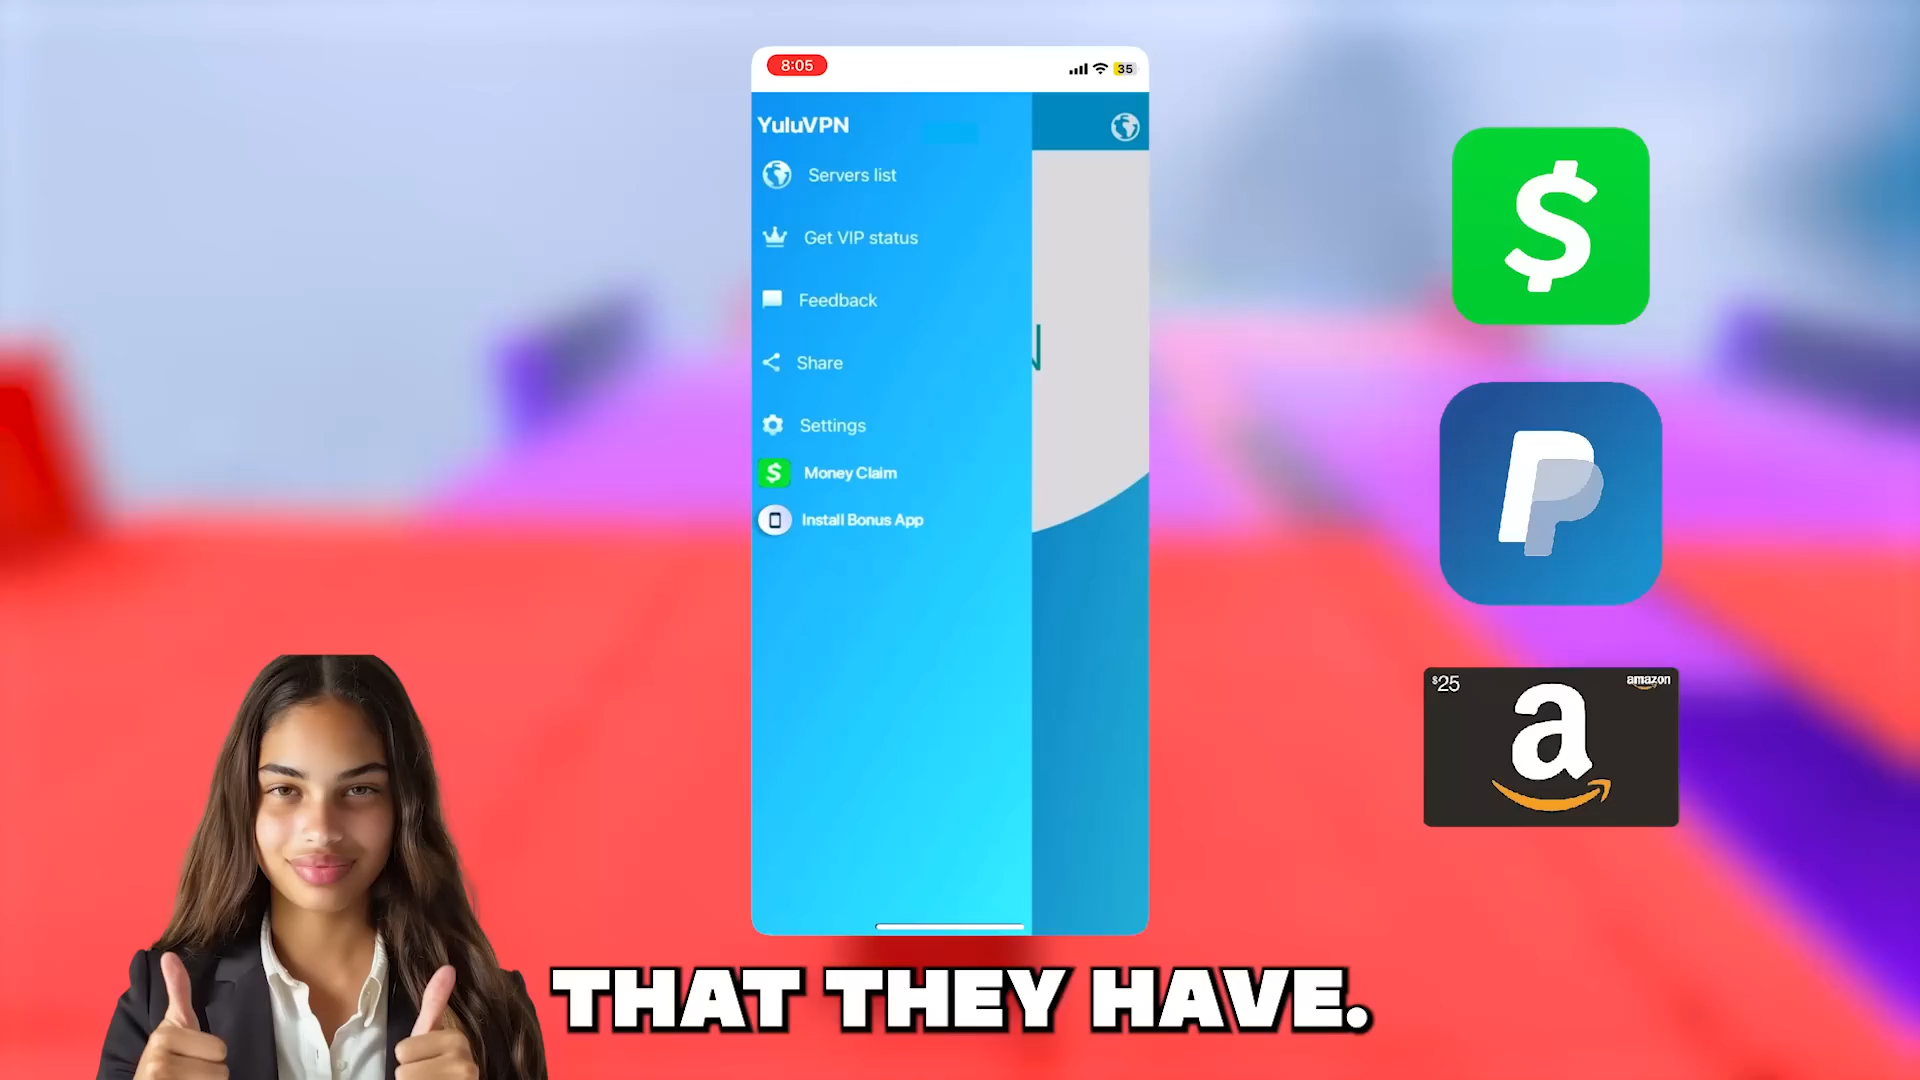 8:05
35
YuluVPN
Servers list
Get VIP status
Feedback
Share
Settings
$ Money Claim
Install Bonus App
N
$
P
$25
amazon
a
THAT THEY HAVE.